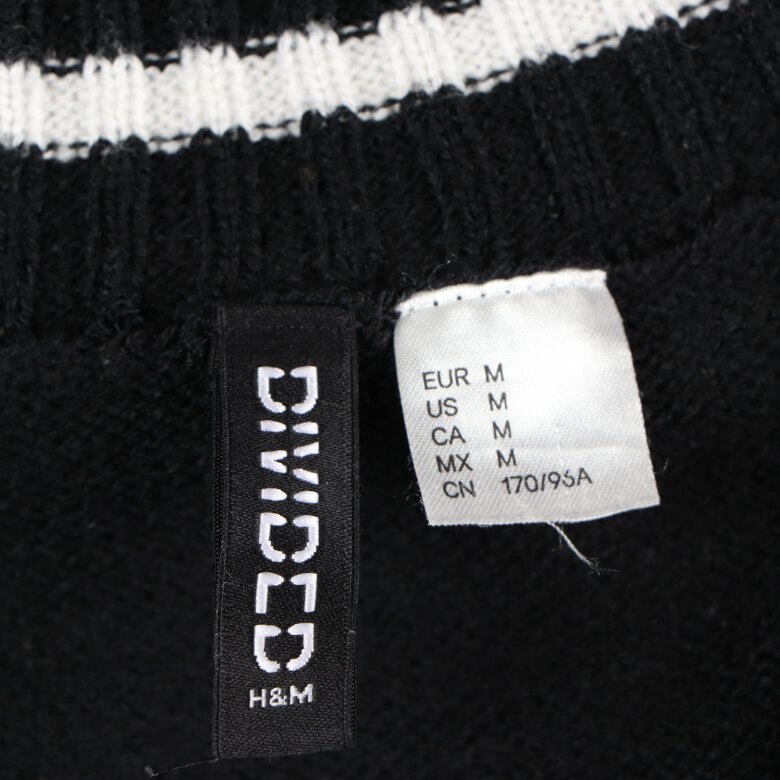 DIVIDED
H&M
EUR M
US M
CA M
MX M
CN 170/96A